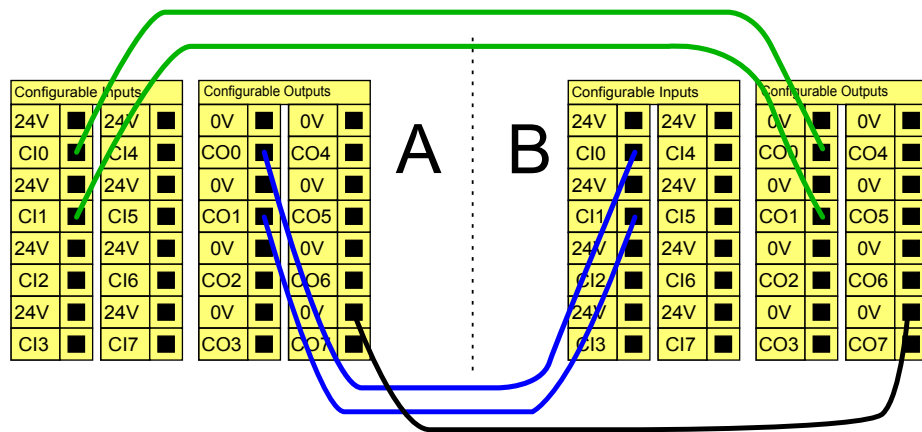 Configurable Inputs
24V 24V
CI0 CI4
24V 24V
CI1 CI5
24V 24V
CI2 CI6
24V 24V
CI3 CI7
Configurable Outputs
0V 0V
CO0 CO4
0V 0V
CO1 CO5
0V 0V
CO2 CO6
0V 0V
CO3 CO7
A
B
Configurable Inputs
24V 24V
CI0 CI4
24V 24V
CI1 CI5
24V 24V
CI2 CI6
24V 24V
CI3 CI7
Configurable Outputs
0V 0V
CO0 CO4
0V 0V
CO1 CO5
0V 0V
CO2 CO6
0V 0V
CO3 CO7